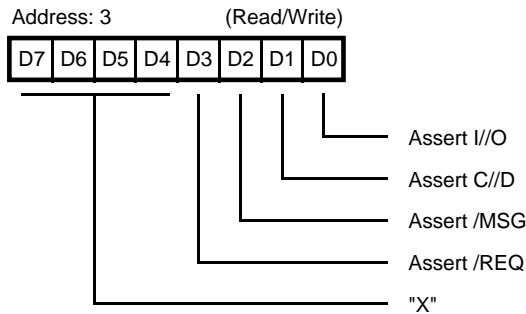 Address: 3 (Read/Write)
D7 D6 D5 D4 D3 D2 D1 D0
Assert I//O
Assert C//D
Assert /MSG
Assert /REQ
"X"